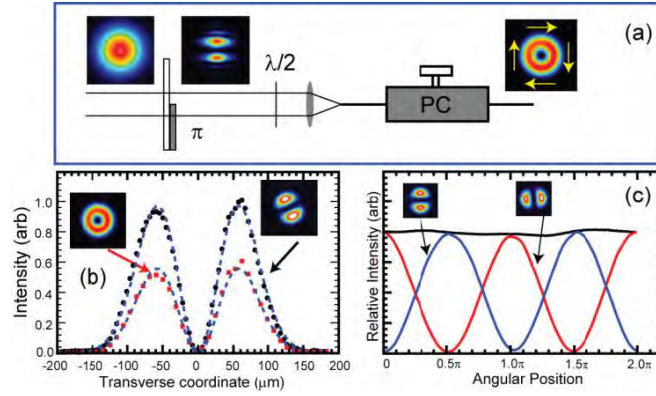 (a)
λ/2
PC
π
(b)
Intensity (arb)
1.0
0.8
0.6
0.4
0.2
0.0
-200 -150 -100 -50 0 50 100 150 200
Transverse coordinate (μm)
(c)
Relative Intensity (arb)
0 0.5π 1.0π 1.5π 2.0π
Angular Position